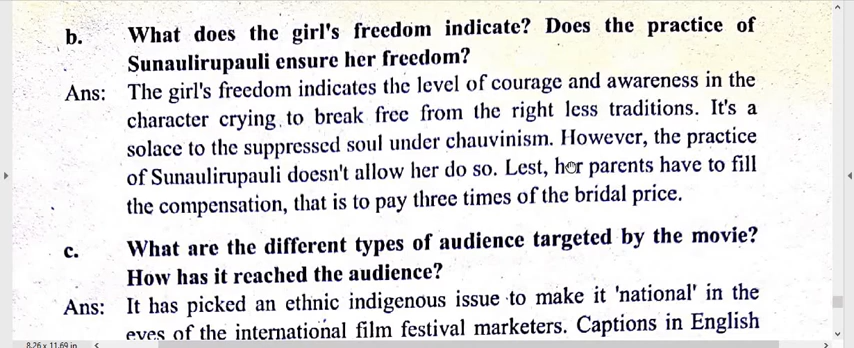 b. What does the girl's freedom indicate? Does the practice of
Sunaulirupauli ensure her freedom?
Ans: The girl's freedom indicates the level of courage and awareness in the
character crying to break free from the right less traditions. It's a
solace to the suppressed soul under chauvinism. However, the practice
of Sunaulirupauli doesn't allow her do so. Lest, her parents have to fill
the compensation, that is to pay three times of the bridal price.
c. What are the different types of audience targeted by the movie?
How has it reached the audience?
Ans: It has picked an ethnic indigenous issue to make it 'national' in the
eyes of the international film festival marketers. Captions in English
8.26 x 11.69 in